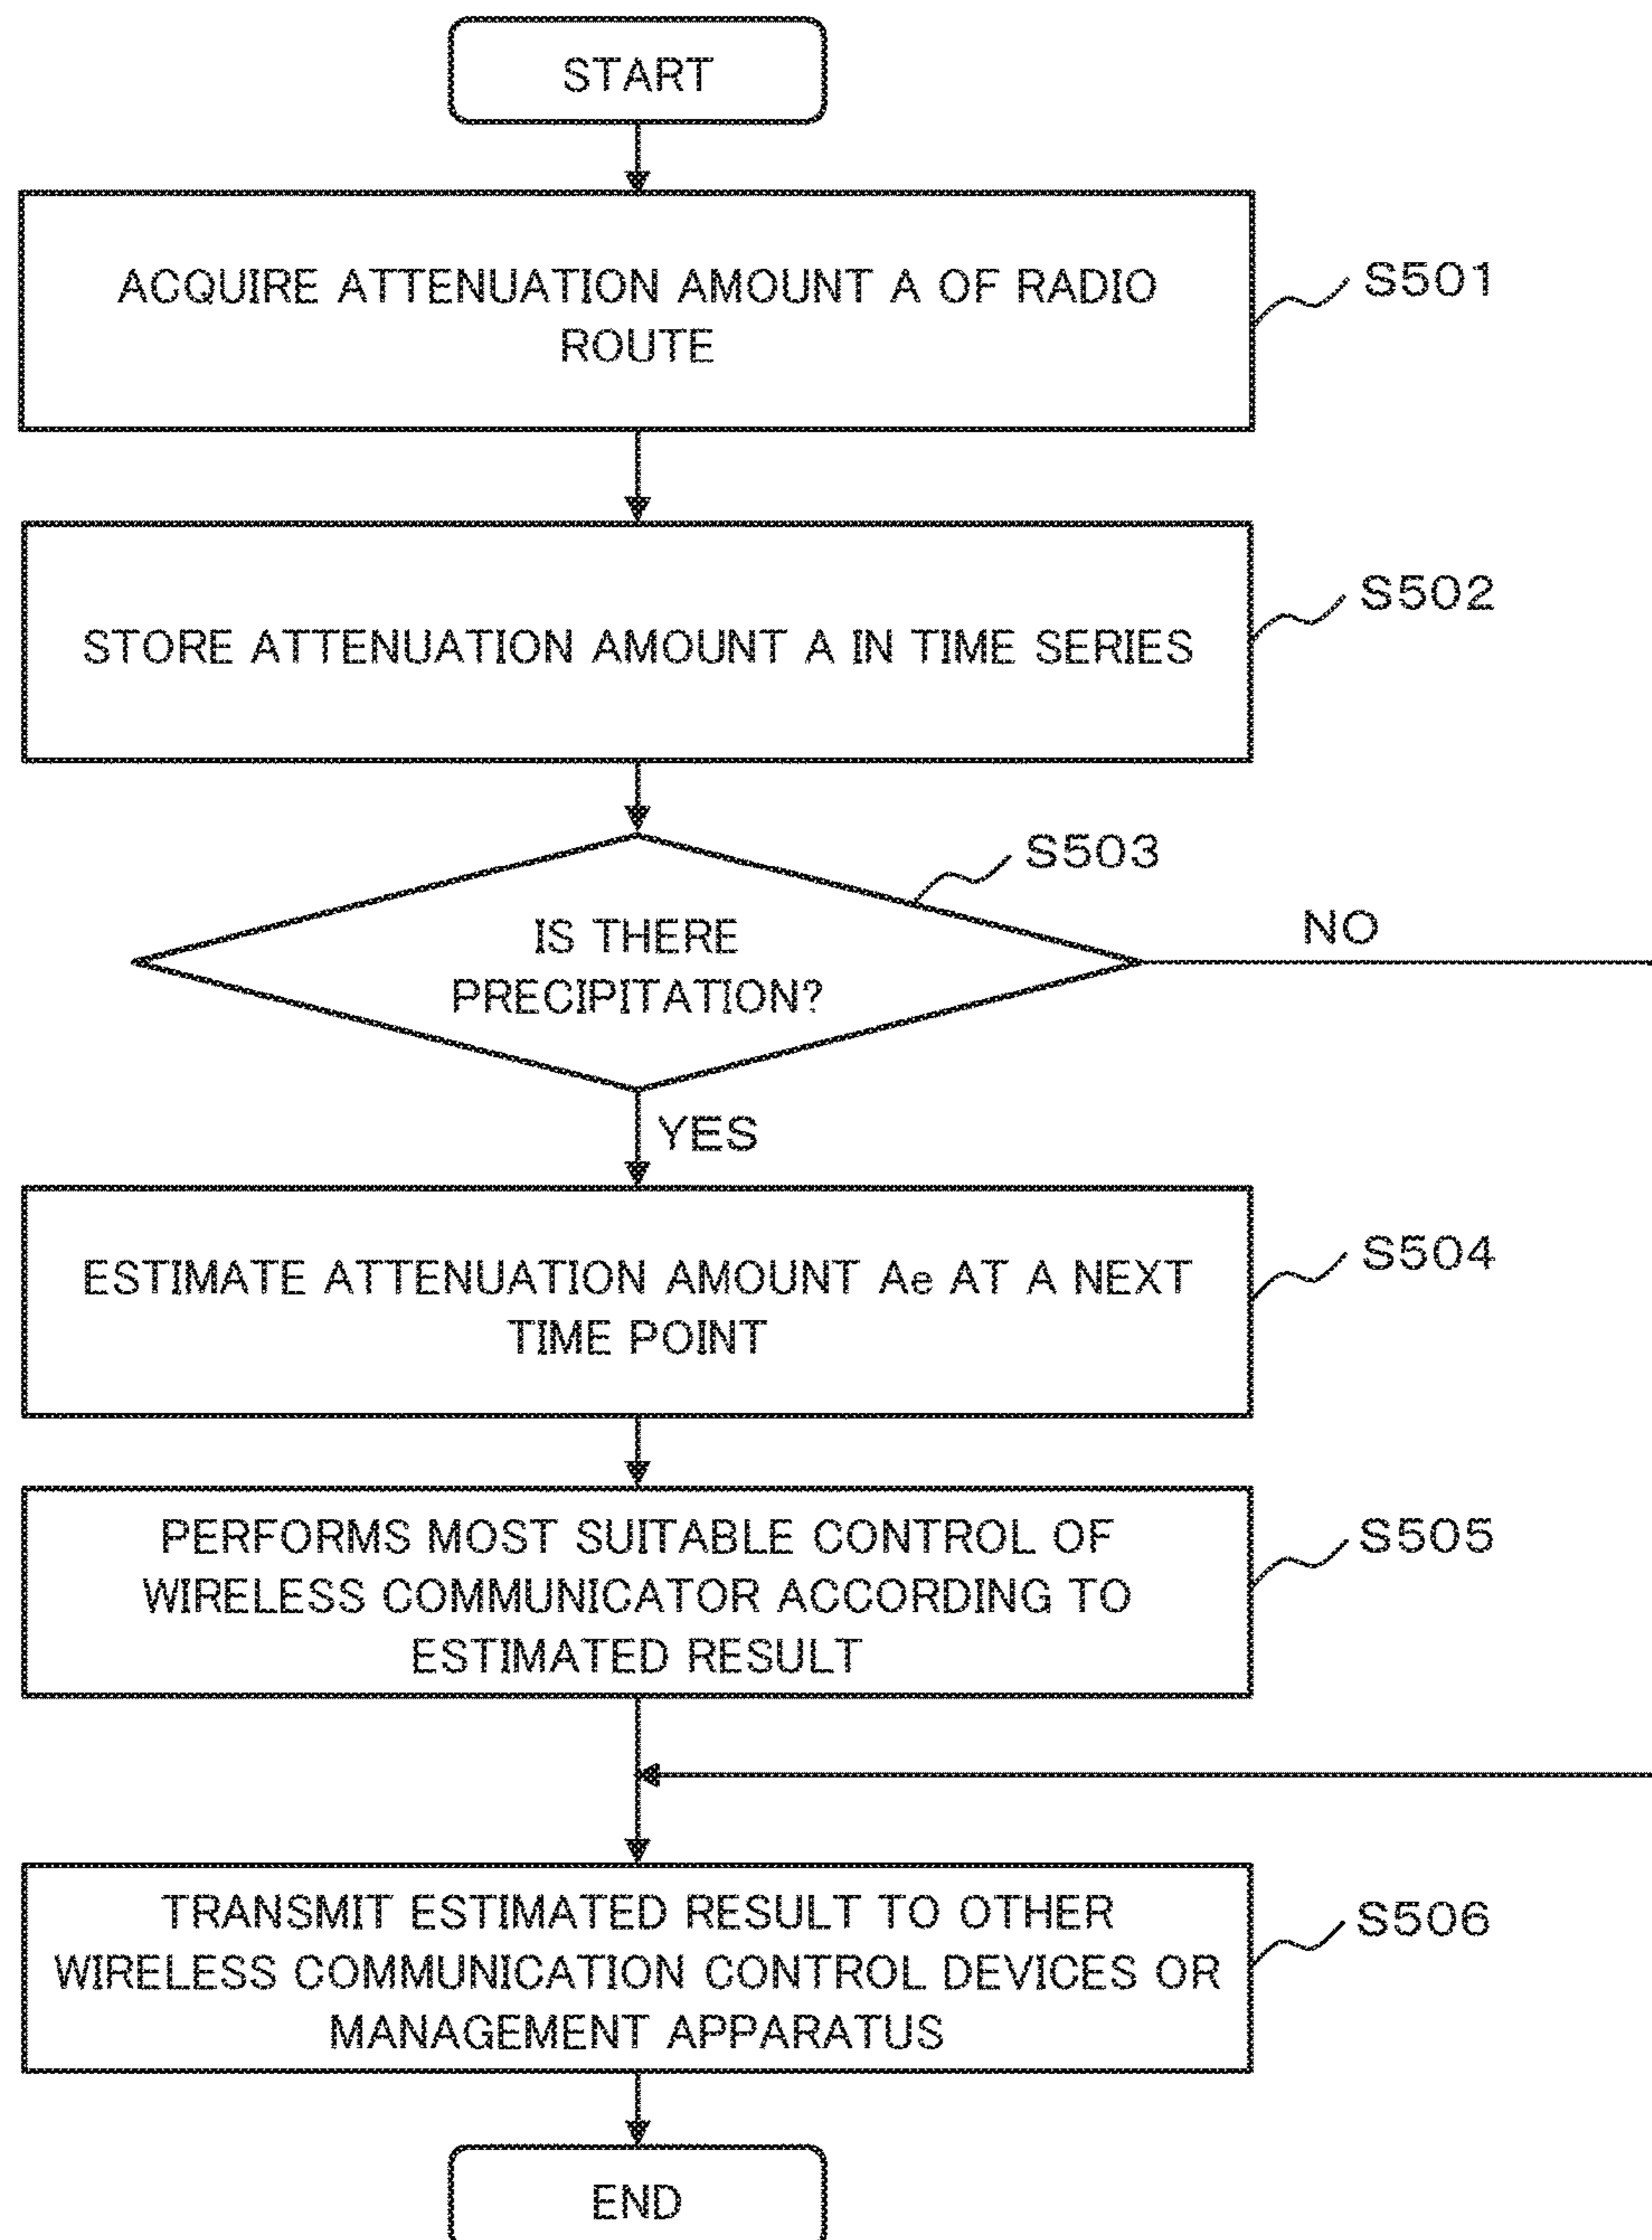 START
ACQUIRE ATTENUATION AMOUNT A OF RADIO
ROUTE
S501
STORE ATTENUATION AMOUNT A IN TIME SERIES
S502
IS THERE
PRECIPITATION?
S503
NO
YES
ESTIMATE ATTENUATION AMOUNT Ae AT A NEXT
TIME POINT
S504
PERFORMS MOST SUITABLE CONTROL OF
WIRELESS COMMUNICATOR ACCORDING TO
ESTIMATED RESULT
S505
TRANSMIT ESTIMATED RESULT TO OTHER
WIRELESS COMMUNICATION CONTROL DEVICES OR
MANAGEMENT APPARATUS
S506
END